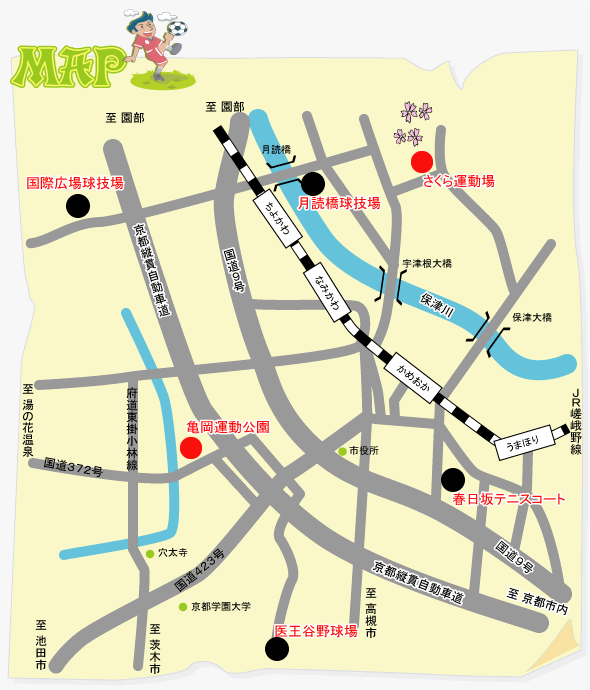 MAP
至 園部
至 園部
月読橋
国際広場球技場
さくら運動場
月読橋球技場
ちよかわ
京都縦貫自動車道
国道9号
宇津根大橋
なみかわ
保津川
保津大橋
かめおか
至 湯の花温泉
府道東掛小林線
JR嵯峨野線
亀岡運動公園
うまほり
市役所
国道372号
春日坂テニスコート
穴太寺
国道9号
国道423号
京都縦貫自動車道
至 京都市内
京都学園大学
至 高槻市
至 池田市
至 茨木市
医王谷野球場